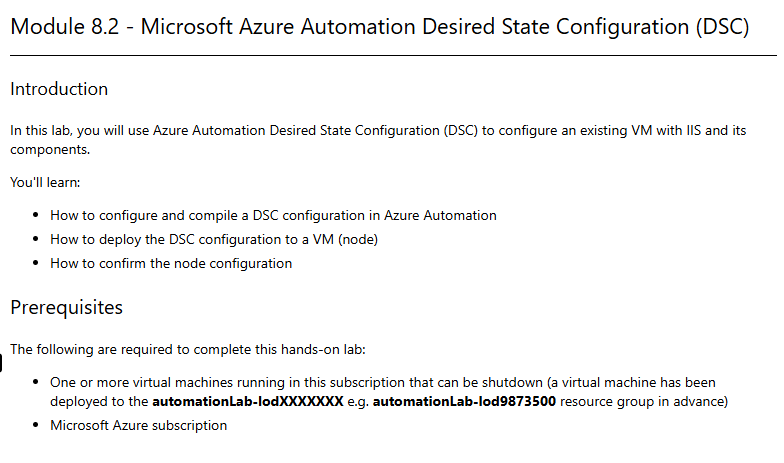 Module 8.2 - Microsoft Azure Automation Desired State Configuration (DSC)
Introduction
In this lab, you will use Azure Automation Desired State Configuration (DSC) to configure an existing VM with IIS and its
components.
You'll learn:
• How to configure and compile a DSC configuration in Azure Automation
• How to deploy the DSC configuration to a VM (node)
• How to confirm the node configuration
Prerequisites
The following are required to complete this hands-on lab:
• One or more virtual machines running in this subscription that can be shutdown (a virtual machine has been
deployed to the automationLab-lodXXXXXXX e.g. automationLab-lod9873500 resource group in advance)
• Microsoft Azure subscription